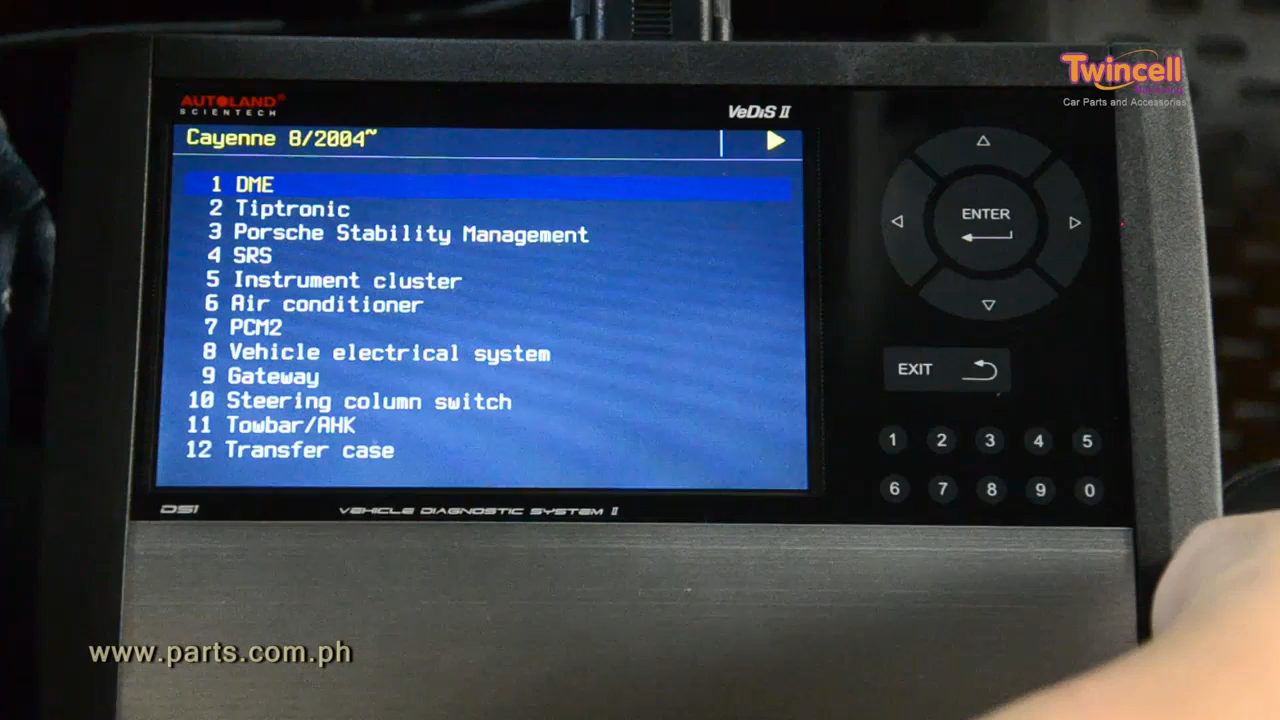 Twincell
Car Parts and Accessories
AUTOLAND
SCIENTECH
VeDiS II
Cayenne 8/2004~
1 DME
2 Tiptronic
3 Porsche Stability Management
4 SRS
5 Instrument cluster
6 Air conditioner
7 PCM2
8 Vehicle electrical system
9 Gateway
10 Steering column switch
11 Towbar/AHK
12 Transfer case
ENTER
EXIT
1 2 3 4 5
6 7 8 9 0
DS1
VEHICLE DIAGNOSTIC SYSTEM II
www.parts.com.ph